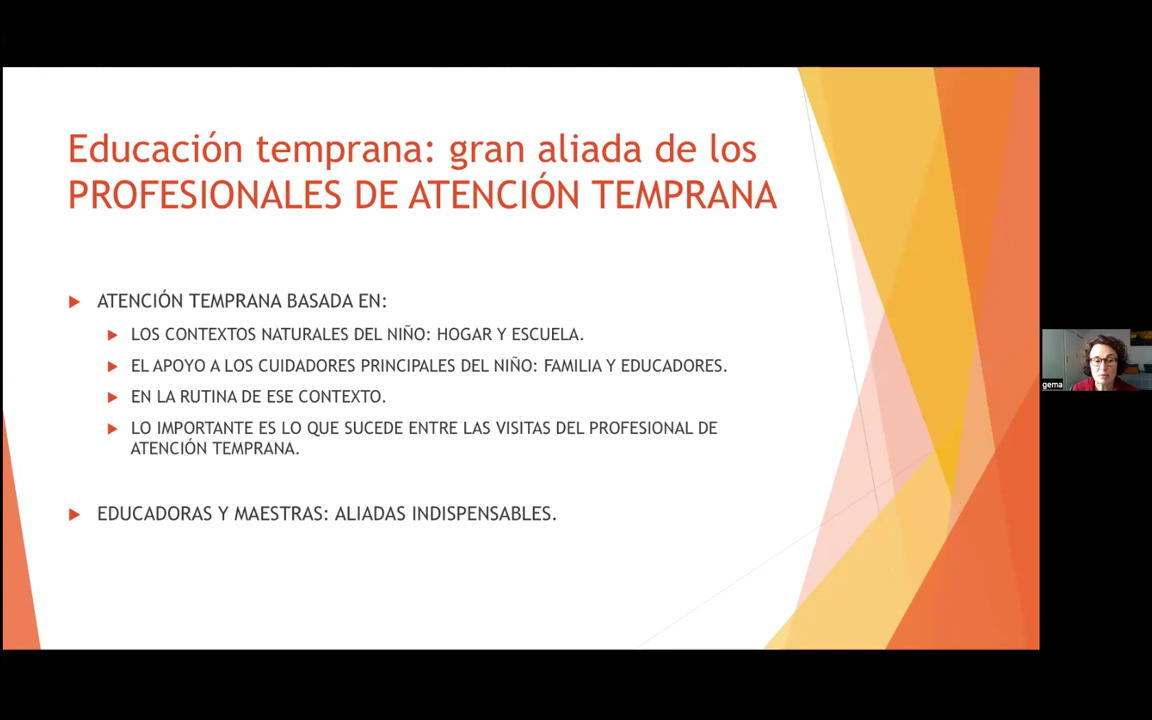 Educación temprana: gran aliada de los
PROFESIONALES DE ATENCIÓN TEMPRANA
ATENCIÓN TEMPRANA BASADA EN:
LOS CONTEXTOS NATURALES DEL NIÑO: HOGAR Y ESCUELA.
EL APOYO A LOS CUIDADORES PRINCIPALES DEL NIÑO: FAMILIA Y EDUCADORES.
EN LA RUTINA DE ESE CONTEXTO.
LO IMPORTANTE ES LO QUE SUCEDE ENTRE LAS VISITAS DEL PROFESIONAL DE
ATENCIÓN TEMPRANA.
EDUCADORAS Y MAESTRAS: ALIADAS INDISPENSABLES.
gema